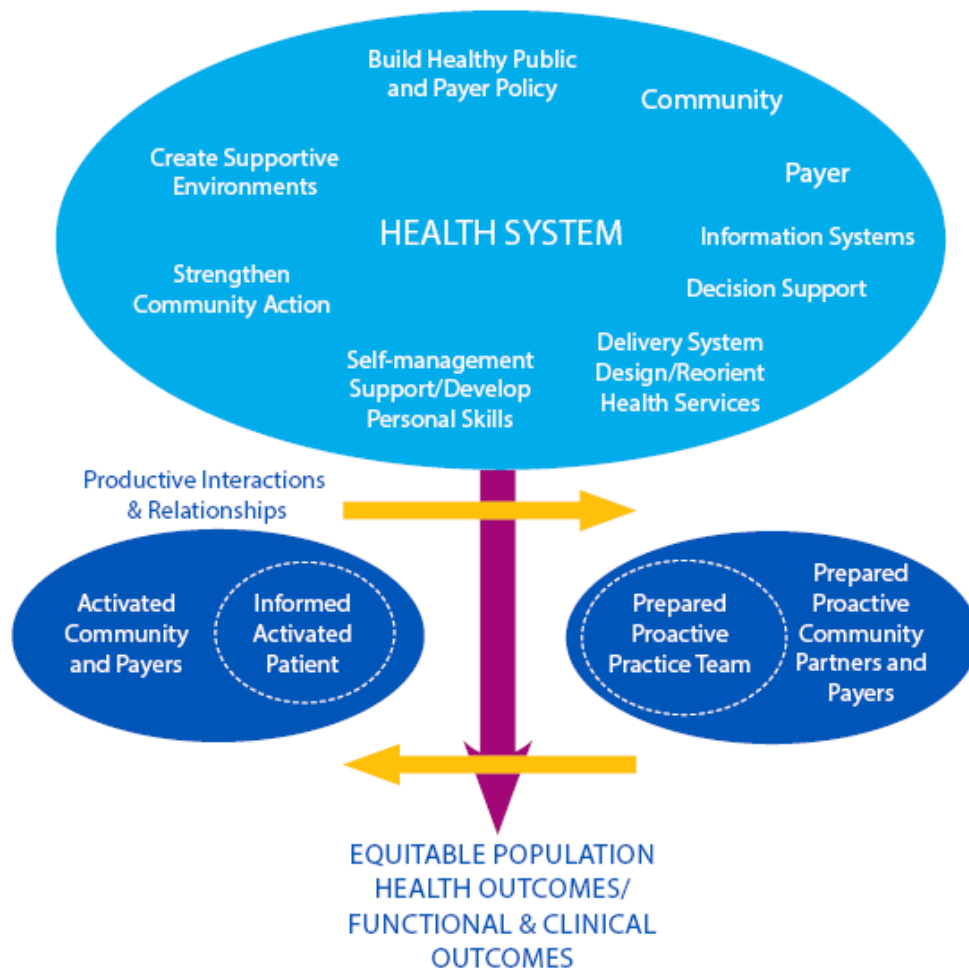 Build Healthy Public
and Payer Policy
Community
Create Supportive
Environments
Payer
HEALTH SYSTEM
Information Systems
Strengthen
Community Action
Decision Support
Self-management
Support/Develop
Personal Skills
Delivery System
Design/Reorient
Health Services
Productive Interactions
& Relationships
Activated
Community
and Payers
Informed
Activated
Patient
Prepared
Proactive
Practice Team
Prepared
Proactive
Community
Partners and
Payers
EQUITABLE POPULATION
HEALTH OUTCOMES/
FUNCTIONAL & CLINICAL
OUTCOMES